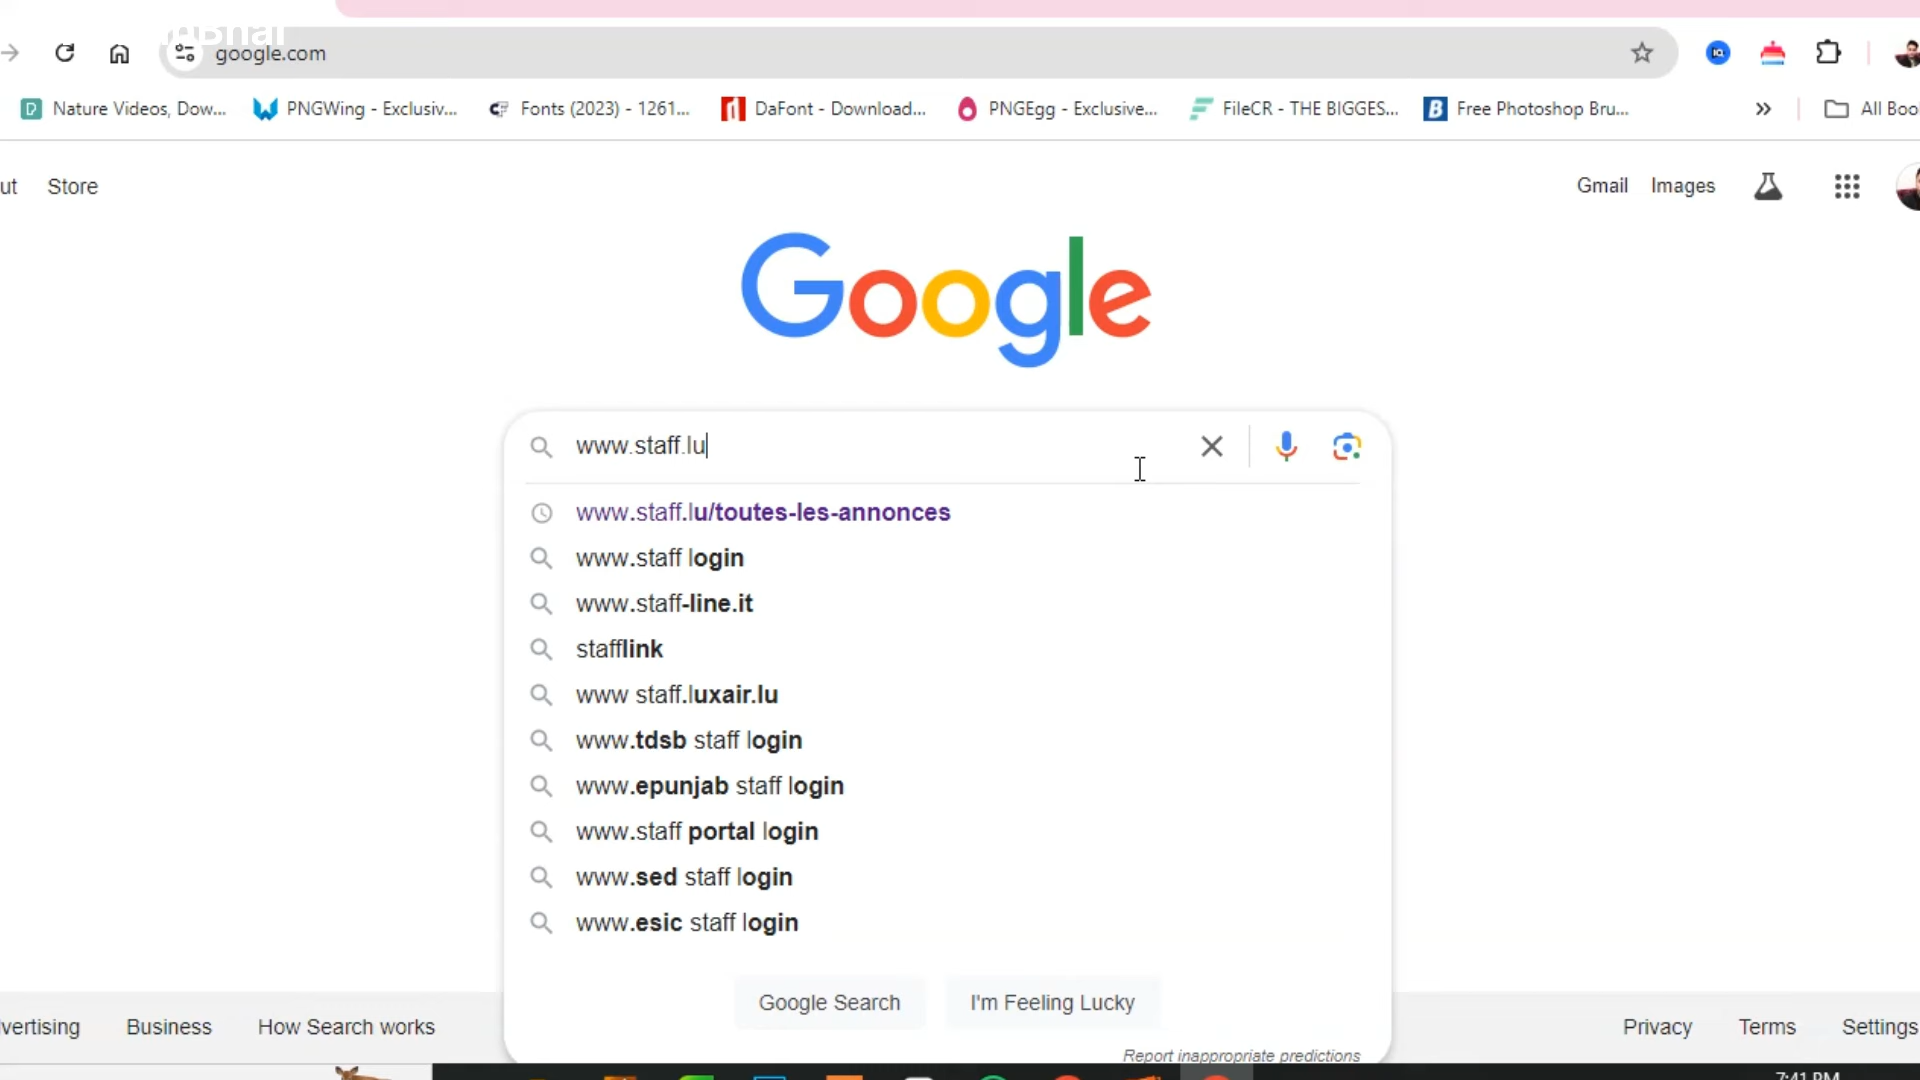 google.com
Nature Videos, Dow... PNGWing - Exclusiv... Fonts (2023) - 1261... DaFont - Download... PNGEgg - Exclusive... FileCR - THE BIGGES... Free Photoshop Bru... » All Boo
ut Store Gmail Images
Google
www.staff.lu
www.staff.lu/toutes-les-annonces
www.staff login
www.staff-line.it
stafflink
www staff.luxair.lu
www.tdsb staff login
www.epunjab staff login
www.staff portal login
www.sed staff login
www.esic staff login
Google Search I'm Feeling Lucky
vertising Business How Search works Privacy Terms Settings
Report inappropriate predictions
7:41 PM